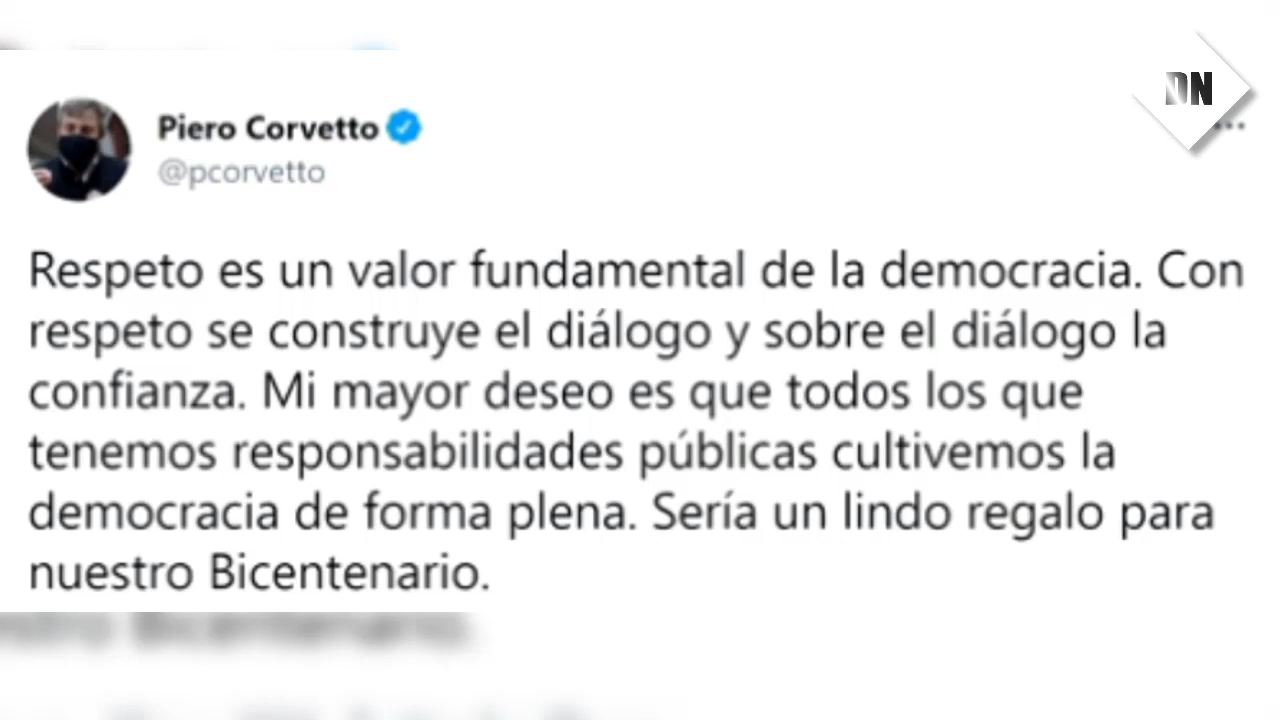 DN
Piero Corvetto
@pcorvetto
Respeto es un valor fundamental de la democracia. Con
respeto se construye el diálogo y sobre el diálogo la
confianza. Mi mayor deseo es que todos los que
tenemos responsabilidades públicas cultivemos la
democracia de forma plena. Sería un lindo regalo para
nuestro Bicentenario.